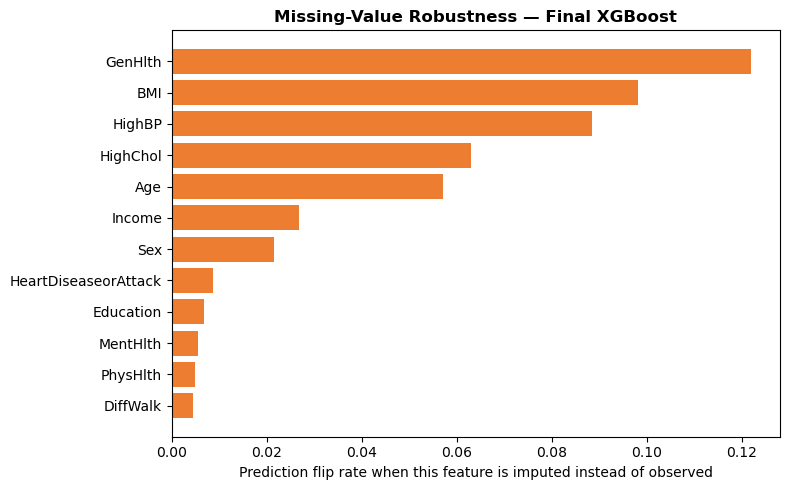 Missing-Value Robustness — Final XGBoost
GenHlth
BMI
HighBP
HighChol
Age
Income
Sex
HeartDiseaseorAttack
Education
MentHlth
PhysHlth
DiffWalk
0.00 0.02 0.04 0.06 0.08 0.10 0.12
Prediction flip rate when this feature is imputed instead of observed